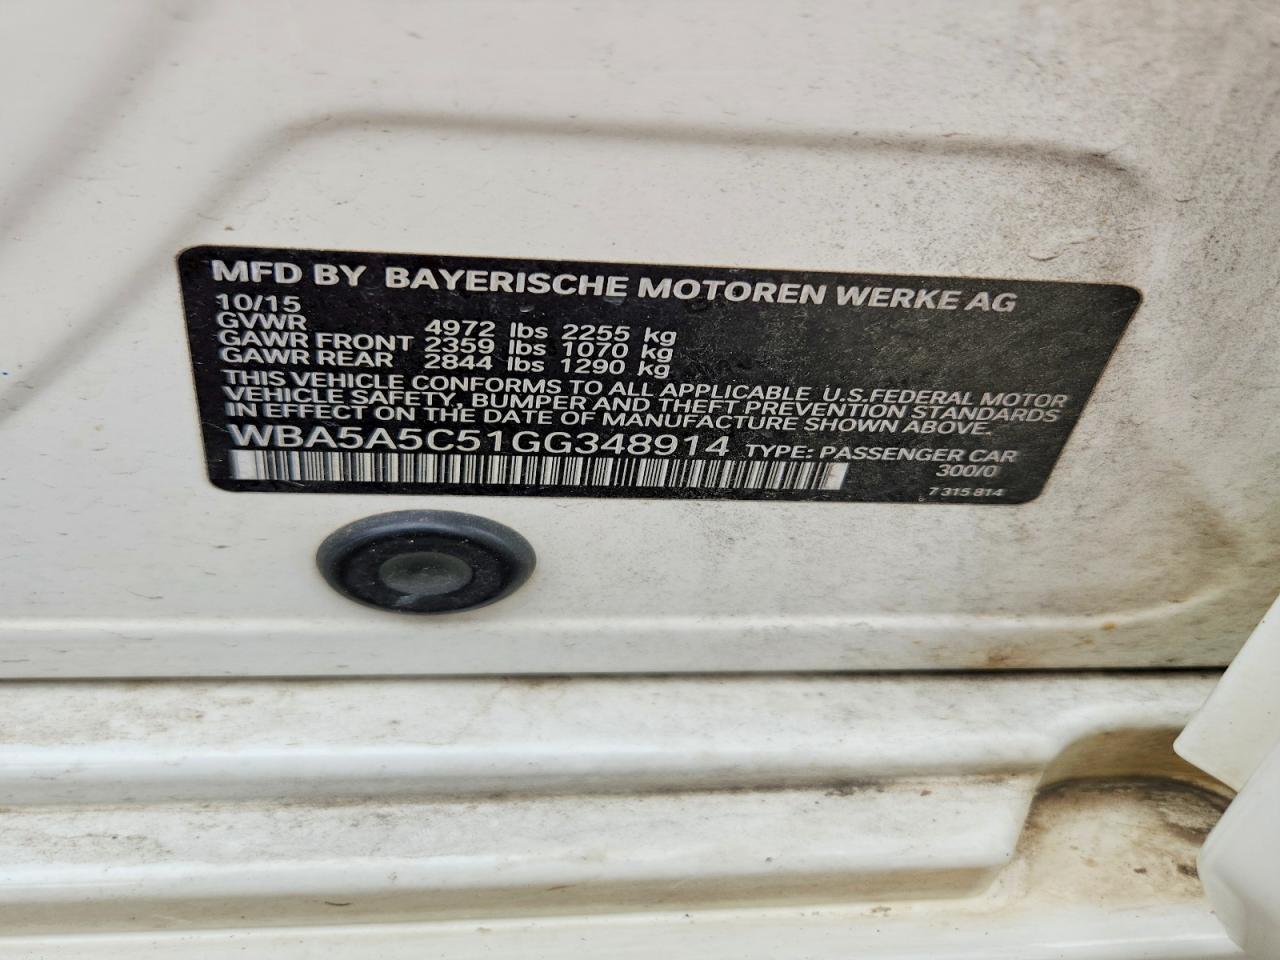 MFD BY BAYERISCHE MOTOREN WERKE AG
10/15
GVWR 4972 lbs 2255 kg
GAWR FRONT 2359 lbs 1070 kg
GAWR REAR 2844 lbs 1290 kg
THIS VEHICLE CONFORMS TO ALL APPLICABLE U.S.FEDERAL MOTOR
VEHICLE SAFETY, BUMPER AND THEFT PREVENTION STANDARDS
IN EFFECT ON THE DATE OF MANUFACTURE SHOWN ABOVE.
WBA5A5C51GG348914 TYPE: PASSENGER CAR
300/0
7 315 814